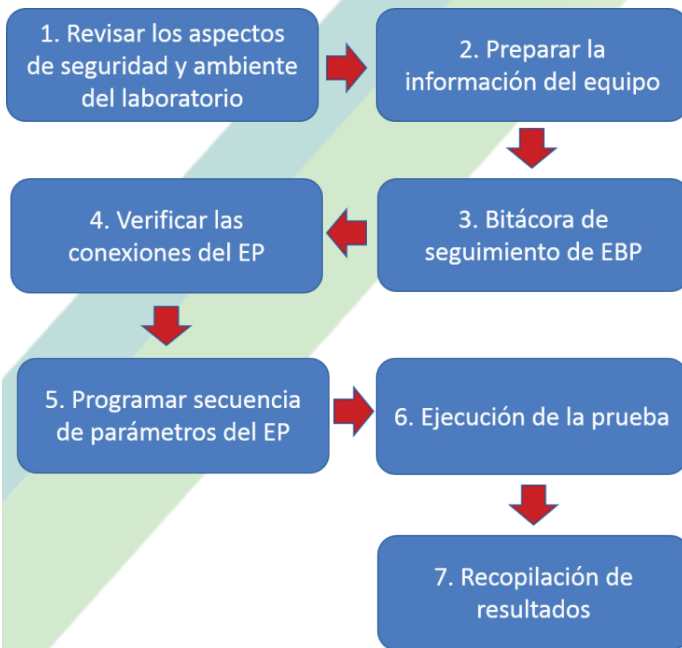 1. Revisar los aspectos
de seguridad y ambiente
del laboratorio
2. Preparar la
información del equipo
3. Bitácora de
seguimiento de EBP
4. Verificar las
conexiones del EP
5. Programar secuencia
de parámetros del EP
6. Ejecución de la prueba
7. Recopilación de
resultados